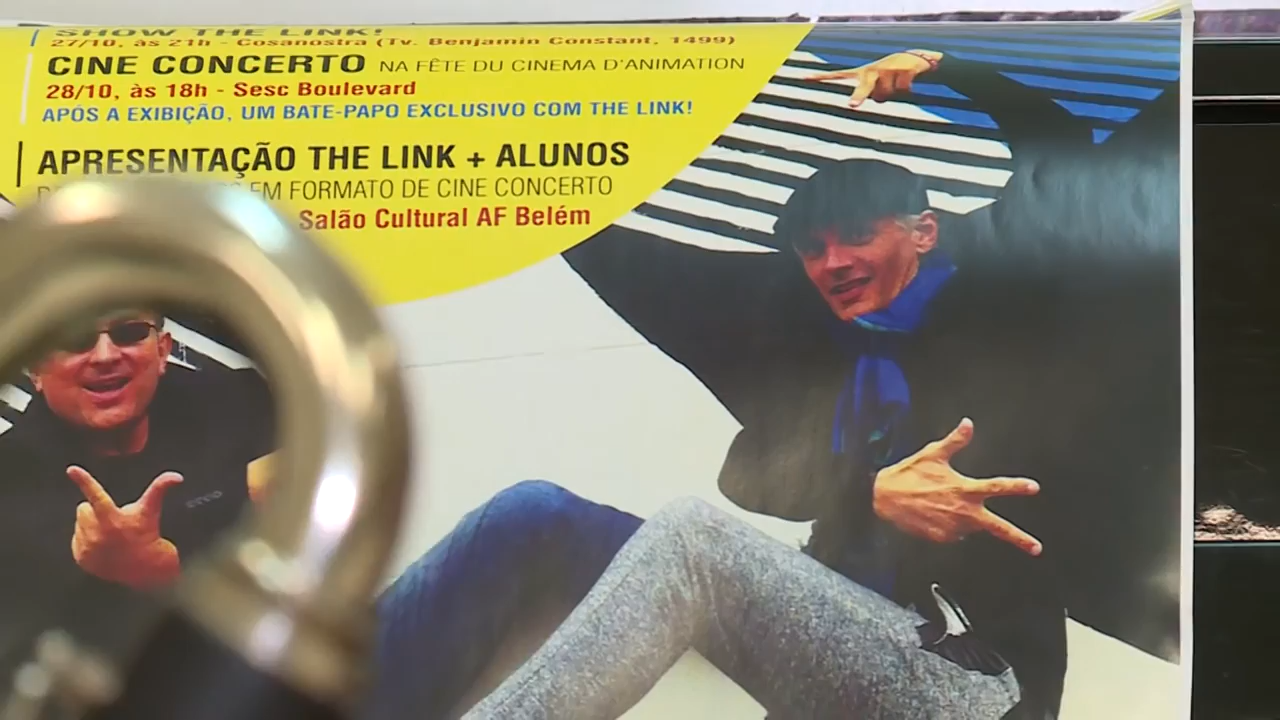 SHOW THE LINK!
27/10, às 21h - Cosanostra (Tv. Benjamin Constant, 1499)
CINE CONCERTO NA FÊTE DU CINEMA D'ANIMATION
28/10, às 18h - Sesc Boulevard
APÓS A EXIBIÇÃO, UM BATE-PAPO EXCLUSIVO COM THE LINK!
APRESENTAÇÃO THE LINK + ALUNOS
EM FORMATO DE CINE CONCERTO
Salão Cultural AF Belém